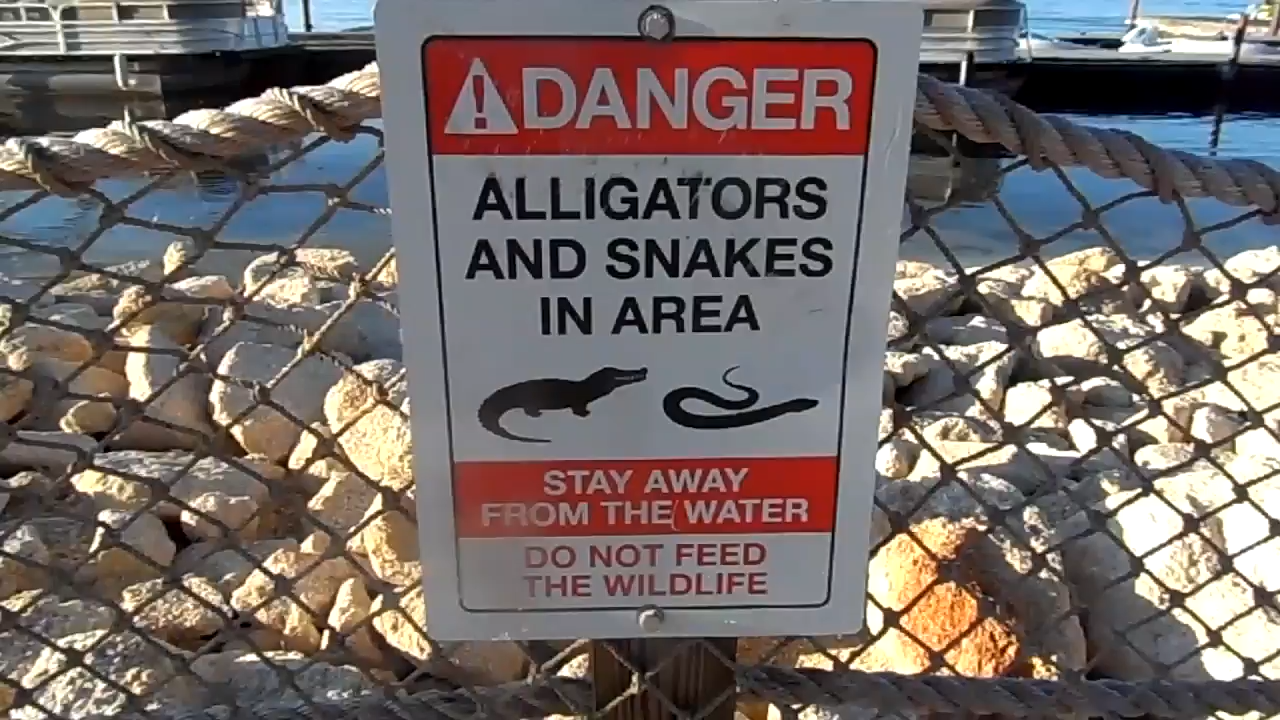 DANGER
ALLIGATORS
AND SNAKES
IN AREA
STAY AWAY
FROM THE WATER
DO NOT FEED
THE WILDLIFE